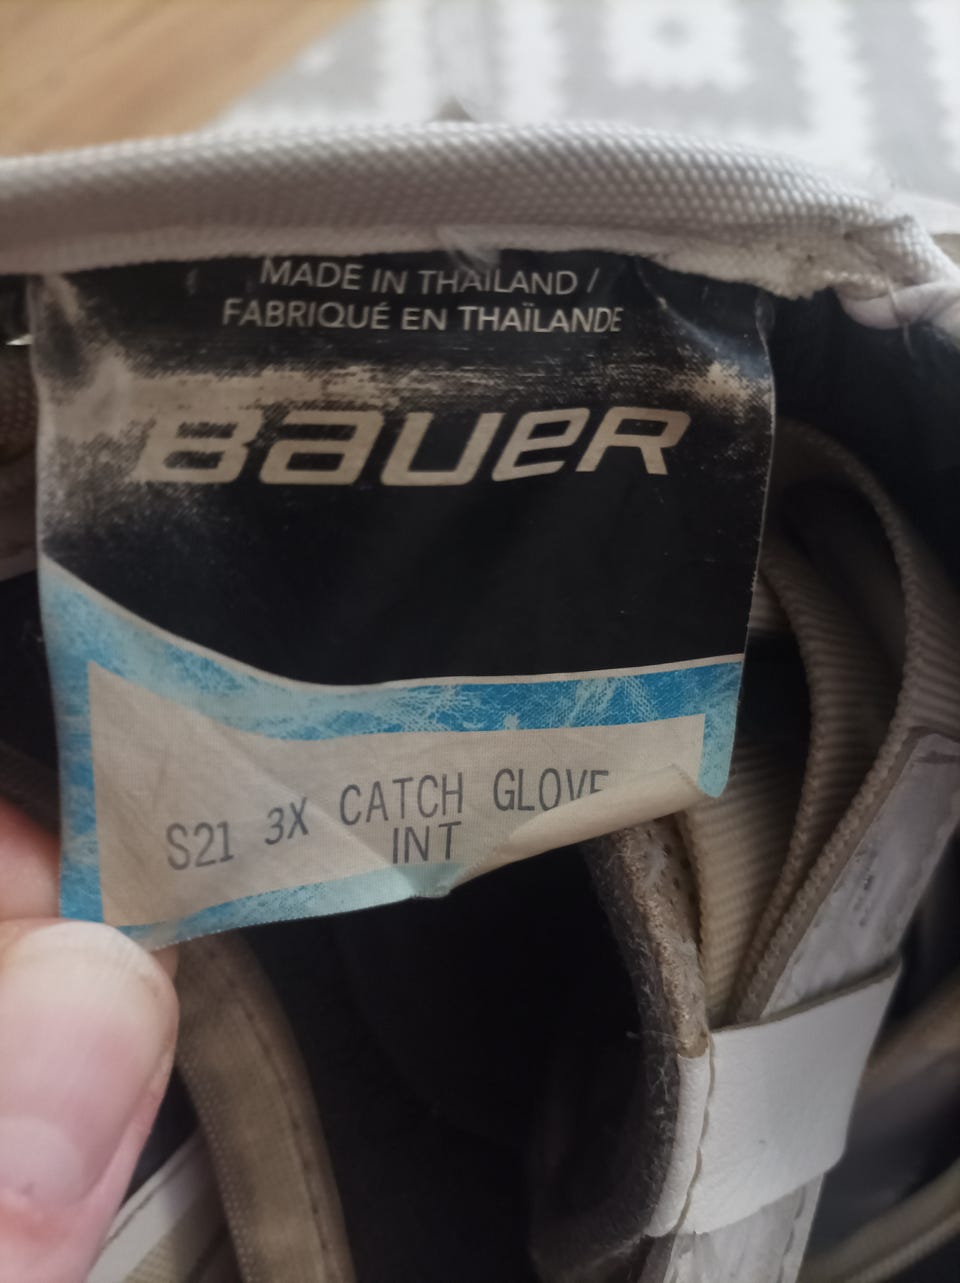 MADE IN THAILAND /
FABRIQUÉ EN THAÏLANDE
BAUER
S21 3X CATCH GLOVE
INT